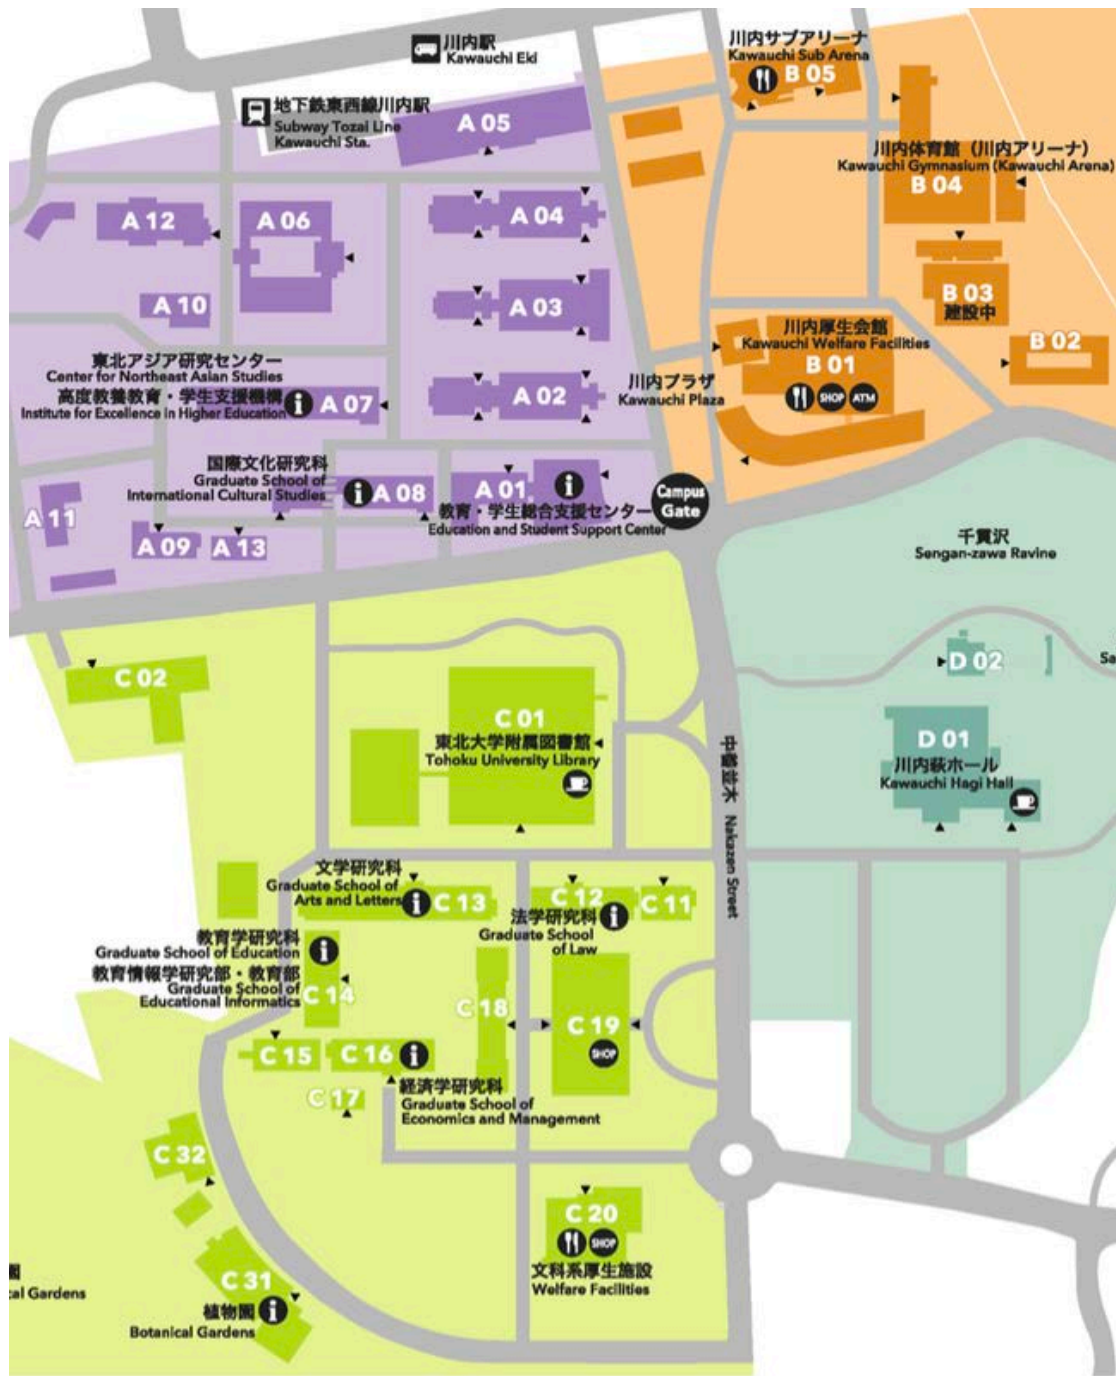 川内駅
Kawauchi Eki
川内サブアリーナ
Kawauchi Sub Arena
B 05
地下鉄東西線川内駅
Subway Tozai Line
Kawauchi Sta.
A 05
川内体育館（川内アリーナ）
Kawauchi Gymnasium (Kawauchi Arena)
B 04
A 12
A 06
A 04
A 10
A 03
B 03
建設中
川内厚生会館
Kawauchi Welfare Facilities
B 01
SHOP
ATM
B 02
東北アジア研究センター
Center for Northeast Asian Studies
高度教養教育・学生支援機構
Institute for Excellence in Higher Education
A 07
A 02
川内プラザ
Kawauchi Plaza
国際文化研究科
Graduate School of
International Cultural Studies
A 08
A 01
教育・学生総合支援センター
Education and Student Support Center
Campus
Gate
A 11
A 09
A 13
千貫沢
Sengan-zawa Ravine
C 02
D 02
Sa
C 01
東北大学附属図書館
Tohoku University Library
D 01
川内萩ホール
Kawauchi Hagi Hall
中善並木 Nakazen Street
文学研究科
Graduate School of
Arts and Letters
C 13
C 12
C 11
法学研究科
Graduate School
of Law
教育学研究科
Graduate School of Education
教育情報学研究部・教育部
Graduate School of
Educational Informatics
C 14
C 18
C 19
SHOP
C 15
C 16
経済学研究科
Graduate School of
Economics and Management
C 17
C 32
C 20
SHOP
文科系厚生施設
Welfare Facilities
園
cal Gardens
C 31
植物園
Botanical Gardens